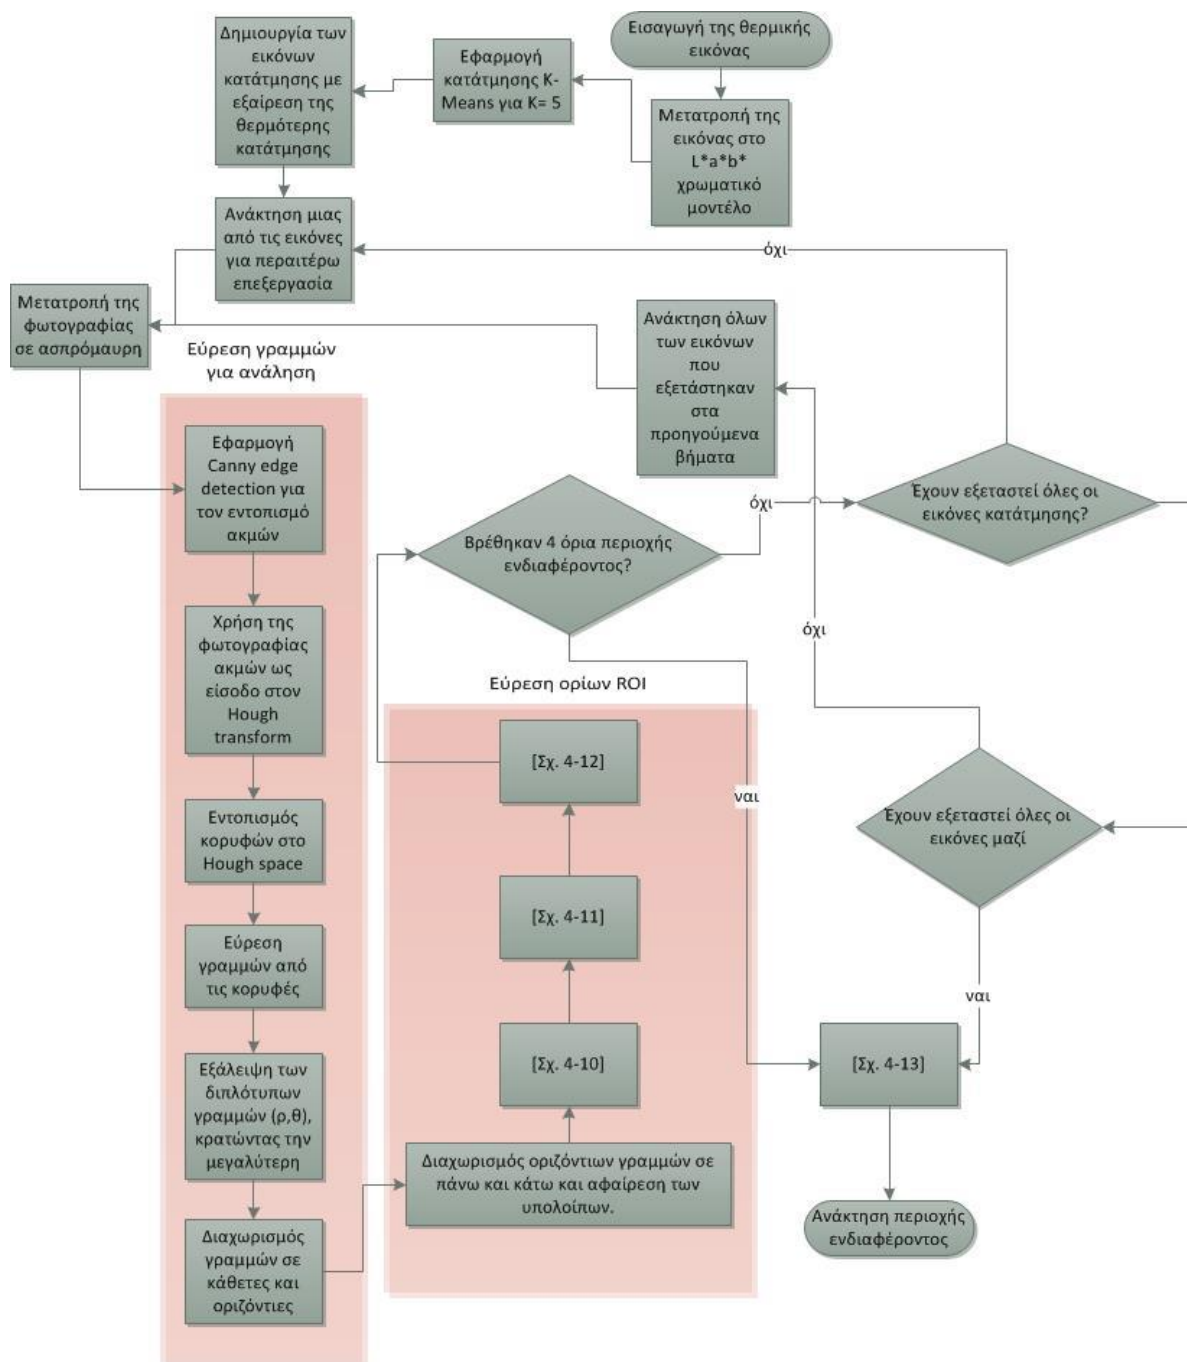 Εισαγωγή της θερμικής
εικόνας
Μετατροπή της
εικόνας στο
L*a*b*
χρωματικό
μοντέλο
Εφαρμογή
κατάτμησης K-
Means για K= 5
Δημιουργία των
εικόνων
κατάτμησης με
εξαίρεση της
θερμότερης
κατάτμησης
Ανάκτηση μιας
από τις εικόνες
για περαιτέρω
επεξεργασία
όχι
Μετατροπή της
φωτογραφίας
σε ασπρόμαυρη
Ανάκτηση όλων
των εικόνων
που
εξετάστηκαν
στα
προηγούμενα
βήματα
Εύρεση γραμμών
για ανάληση
Εφαρμογή
Canny edge
detection για
τον εντοπισμό
ακμών
Χρήση της
φωτογραφίας
ακμών ως
είσοδο στον
Hough
transform
Εντοπισμός
κορυφών στο
Hough space
Εύρεση
γραμμών από
τις κορυφές
Εξάλειψη των
διπλότυπων
γραμμών (ρ,θ),
κρατώντας την
μεγαλύτερη
Διαχωρισμός
γραμμών σε
κάθετες και
οριζόντιες
Εύρεση ορίων ROI
Διαχωρισμός οριζόντιων γραμμών σε
πάνω και κάτω και αφαίρεση των
υπολοίπων.
[Σχ. 4-10]
[Σχ. 4-11]
[Σχ. 4-12]
Βρέθηκαν 4 όρια περιοχής
ενδιαφέροντος?
όχι
ναι
Έχουν εξεταστεί όλες οι
εικόνες κατάτμησης?
όχι
Έχουν εξεταστεί όλες οι
εικόνες μαζί
ναι
[Σχ. 4-13]
Ανάκτηση περιοχής
ενδιαφέροντος